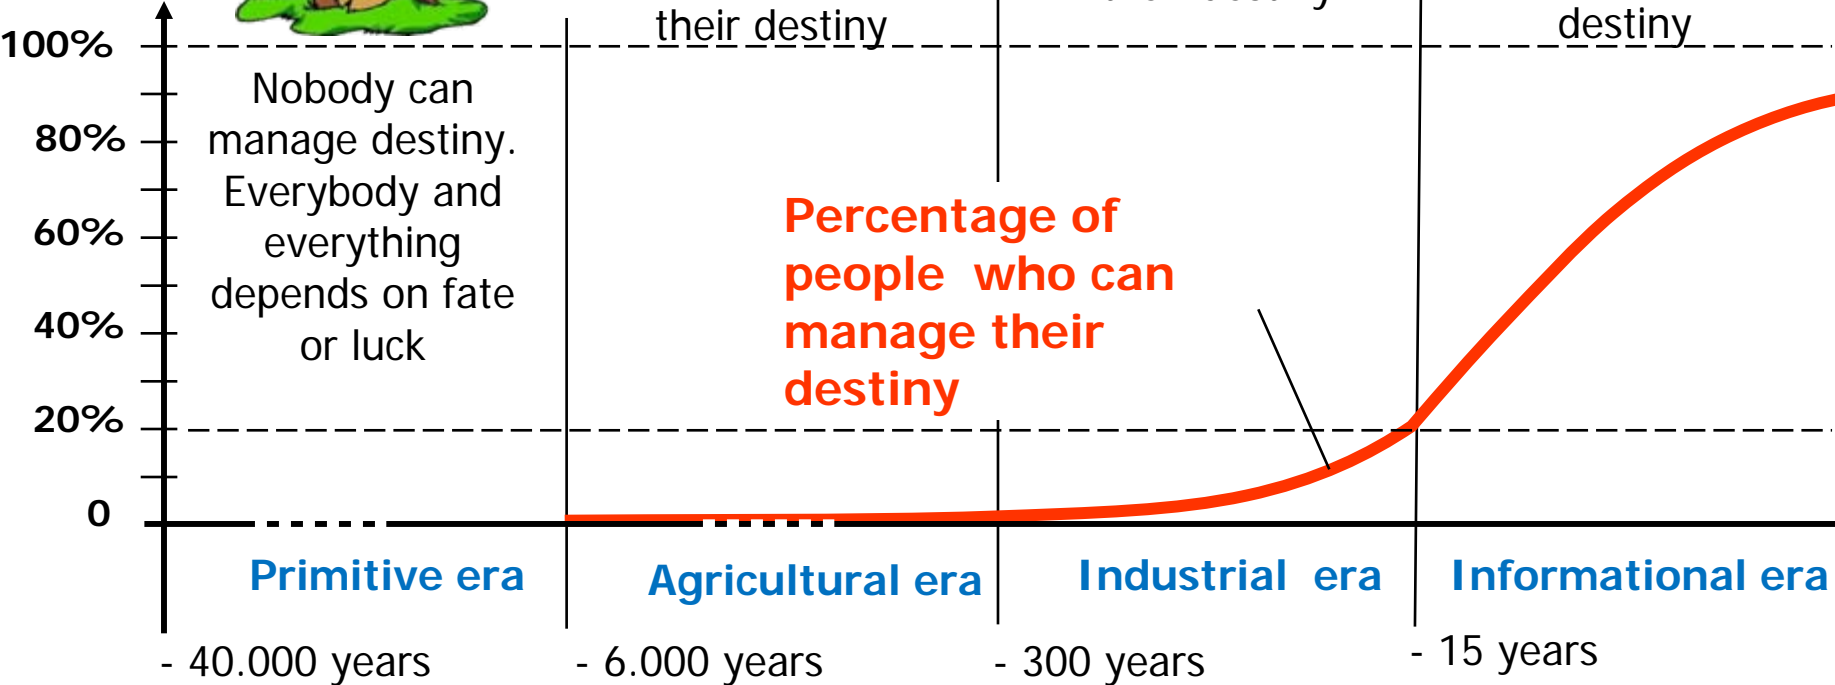 their destiny
destiny
100%
80%
60%
40%
20%
0
Nobody can
manage destiny.
Everybody and
everything
depends on fate
or luck
Percentage of
people who can
manage their
destiny
Primitive era
Agricultural era
Industrial era
Informational era
- 40.000 years
- 6.000 years
- 300 years
- 15 years